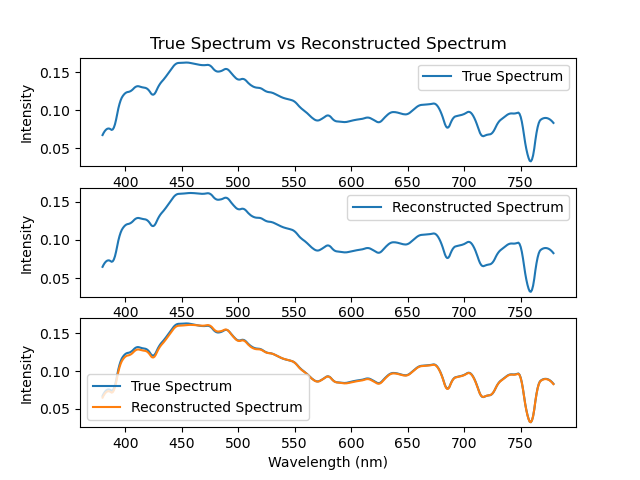 True Spectrum vs Reconstructed Spectrum
0.15
0.10
0.05
Intensity
True Spectrum
400 450 500 550 600 650 700 750
0.15
0.10
0.05
Intensity
Reconstructed Spectrum
400 450 500 550 600 650 700 750
0.15
0.10
0.05
Intensity
True Spectrum
Reconstructed Spectrum
400 450 500 550 600 650 700 750
Wavelength (nm)